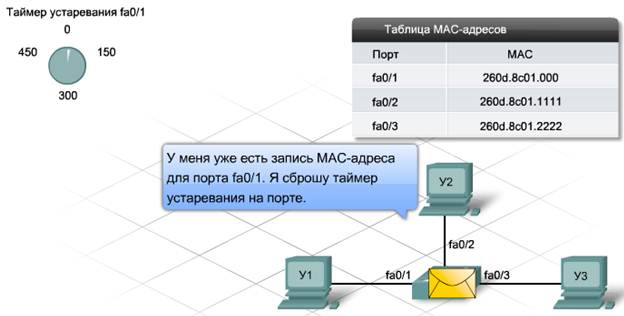 Таймер устаревания fa0/1
0
450 150
300
Таблица MAC-адресов
Порт MAC
fa0/1 260d.8c01.000
fa0/2 260d.8c01.1111
fa0/3 260d.8c01.2222
У меня уже есть запись MAC-адреса
для порта fa0/1. Я сброшу таймер
устаревания на порте.
У2
fa0/2
У1 fa0/1 fa0/3 У3